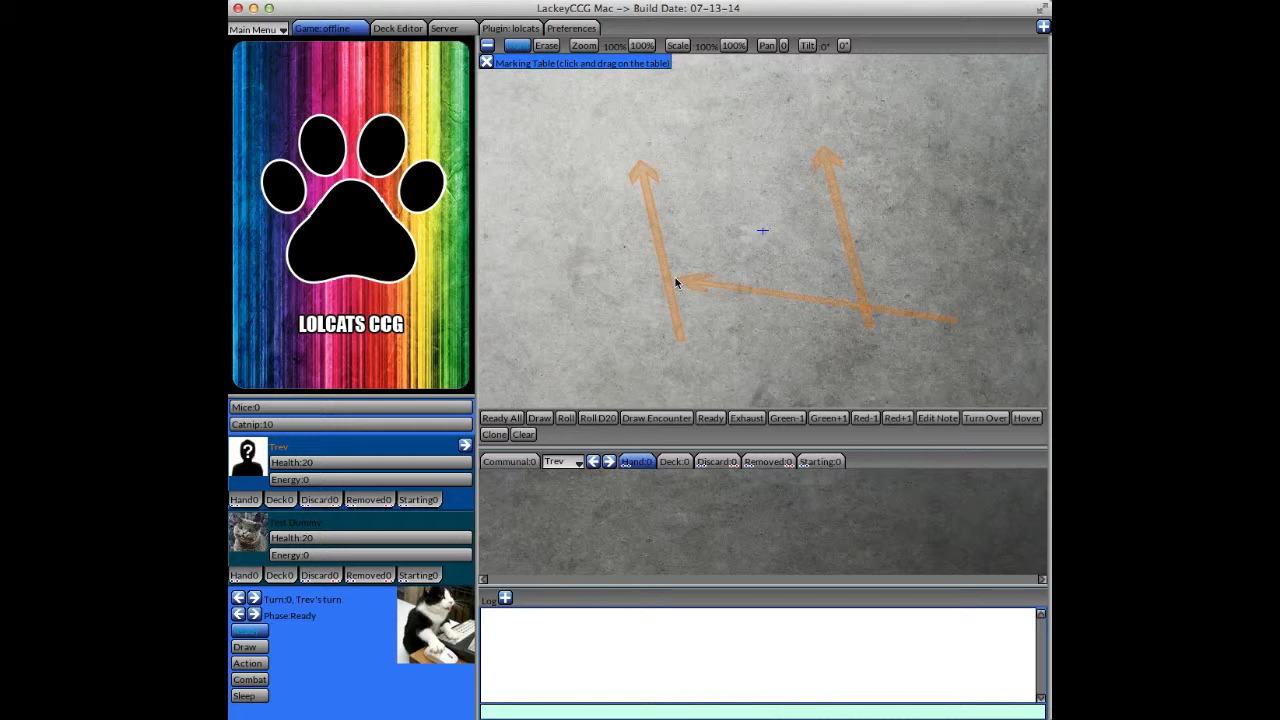 LackeyCCG Mac -> Build Date: 07-13-14
Main Menu Game: offline Deck Editor Server Plugin: lolcats Preferences
Erase Zoom 100% 100% Scale 100% 100% Pan 0 Tilt 0° 0°
Marking Table (click and drag on the table)
LOLCATS CCG
Mice:0
Catnip:10
Trev
Health:20
Energy:0
Hand0 Deck0 Discard0 Removed0 Starting0
Test Dummy
Health:20
Energy:0
Hand0 Deck0 Discard0 Removed0 Starting0
Turn:0, Trev's turn
Phase:Ready
Draw
Action
Combat
Sleep
Ready All Draw Roll Roll D20 Draw Encounter Ready Exhaust Green-1 Green+1 Red-1 Red+1 Edit Note Turn Over Hover
Clone Clear
Communal:0 Trev Hand:0 Deck:0 Discard:0 Removed:0 Starting:0
Log